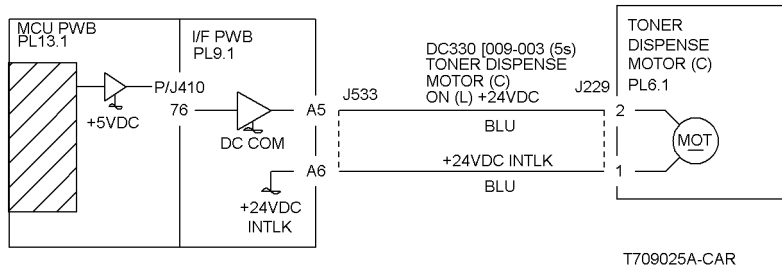 MCU PWB
PL13.1
I/F PWB
PL9.1
P/J410
+5VDC
76
DC COM
A5
A6
+24VDC
INTLK
J533
DC330 [009-003 (5s)
TONER DISPENSE
MOTOR (C)
ON (L) +24VDC
BLU
+24VDC INTLK
BLU
J229
2
1
TONER
DISPENSE
MOTOR (C)
PL6.1
MOT
T709025A-CAR